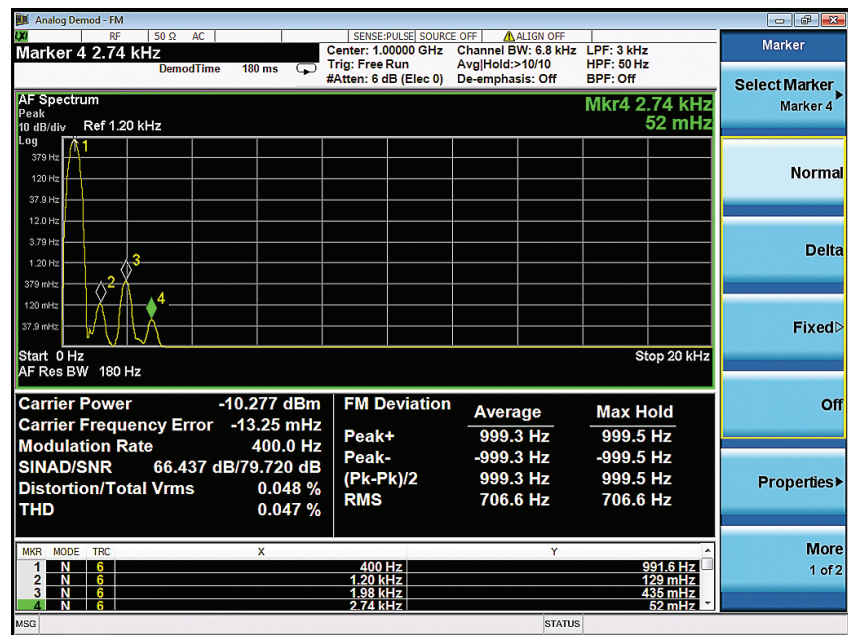 Analog Demod - FM
LXI RF 50 Ω AC SENSE:PULSE SOURCE OFF ALIGN OFF
Marker 4 2.74 kHz
DemodTime 180 ms
Center: 1.00000 GHz Channel BW: 6.8 kHz LPF: 3 kHz
Trig: Free Run Avg|Hold:>10/10 HPF: 50 Hz
#Atten: 6 dB (Elec 0) De-emphasis: Off BPF: Off
AF Spectrum
Peak
10 dB/div Ref 1.20 kHz
Log
Mkr4 2.74 kHz
52 mHz
379 Hz
120 Hz
37.9 Hz
12.0 Hz
3.79 Hz
1.20 Hz
379 mHz
120 mHz
37.9 mHz
1
2
3
4
Start 0 Hz Stop 20 kHz
AF Res BW 180 Hz
Carrier Power -10.277 dBm
Carrier Frequency Error -13.25 mHz
Modulation Rate 400.0 Hz
SINAD/SNR 66.437 dB/79.720 dB
Distortion/Total Vrms 0.048 %
THD 0.047 %
FM Deviation Average Max Hold
Peak+ 999.3 Hz 999.5 Hz
Peak- -999.3 Hz -999.5 Hz
(Pk-Pk)/2 999.3 Hz 999.5 Hz
RMS 706.6 Hz 706.6 Hz
MKR MODE TRC X Y
1 N 6 400 Hz 991.6 Hz
2 N 6 1.20 kHz 129 mHz
3 N 6 1.98 kHz 435 mHz
4 N 6 2.74 kHz 52 mHz
MSG STATUS
Marker
Select Marker
Marker 4
Normal
Delta
Fixed
Off
Properties
More
1 of 2